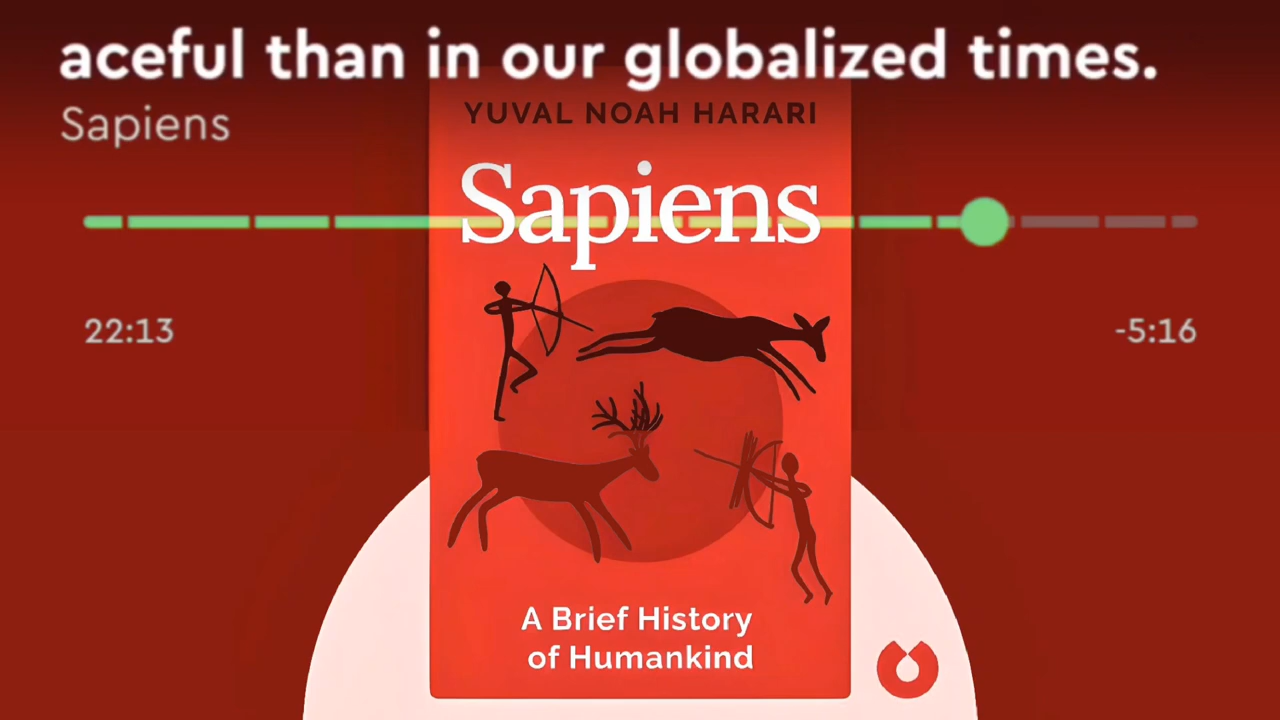 aceful than in our globalized times.
Sapiens
YUVAL NOAH HARARI
Sapiens
22:13
-5:16
A Brief History
of Humankind